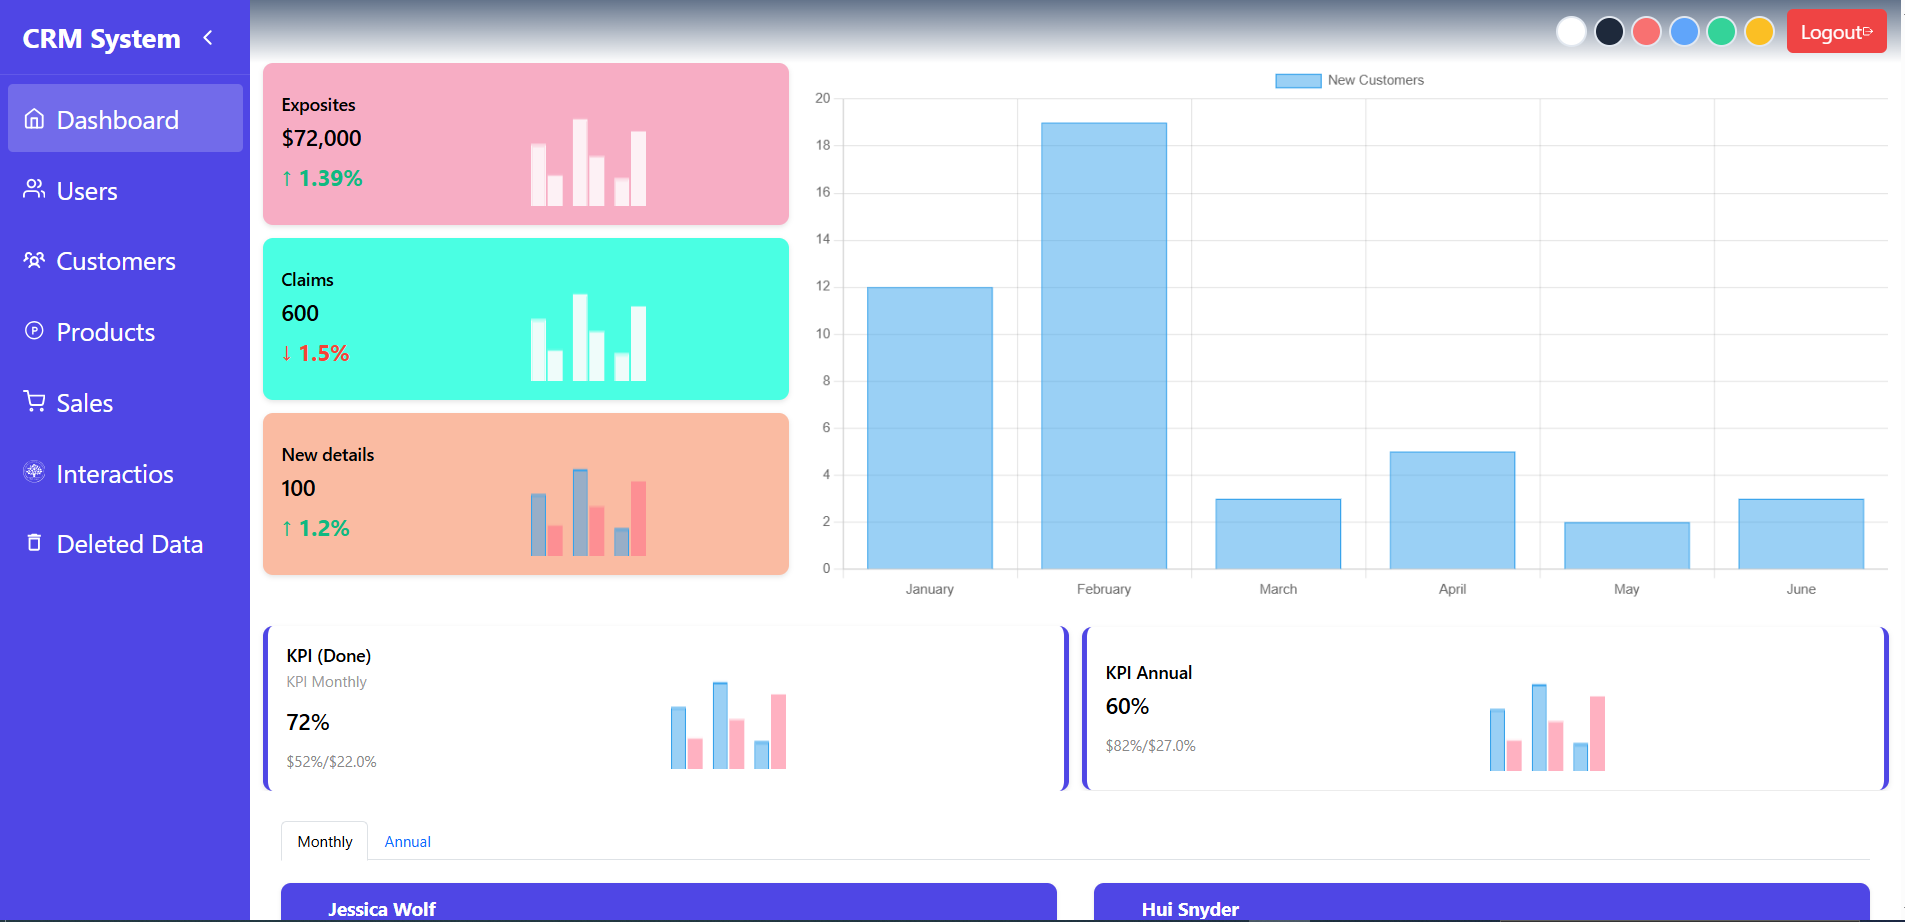 CRM System
Dashboard
Users
Customers
P
Products
Sales
Interactios
Deleted Data
Logout
Exposites
$72,000
↑ 1.39%
Claims
600
↓ 1.5%
New details
100
↑ 1.2%
New Customers
20
18
16
14
12
10
8
6
4
2
0
January February March April May June
KPI (Done)
KPI Monthly
72%
$52%/$22.0%
KPI Annual
60%
$82%/$27.0%
Monthly Annual
Jessica Wolf
Hui Snyder